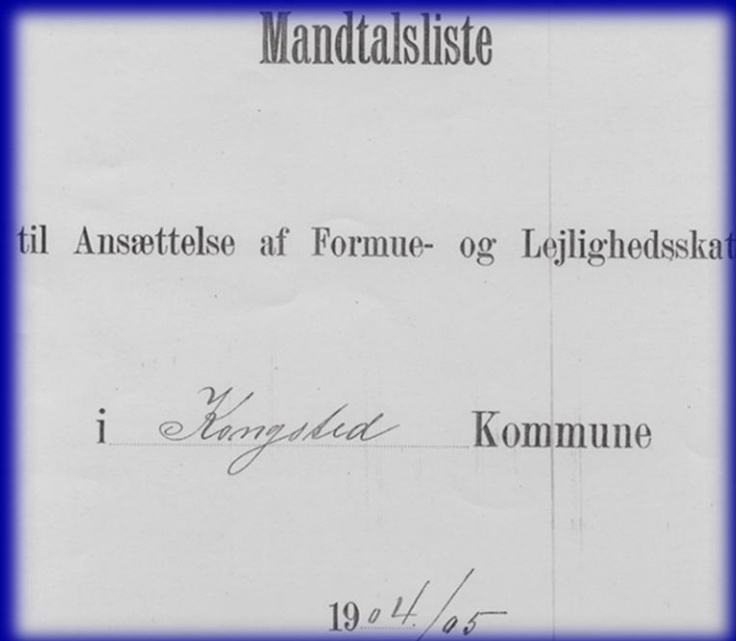 Mandtalsliste
til Ansættelse af Formue- og Lejlighedsskat
i Kongsted Kommune
1904./05